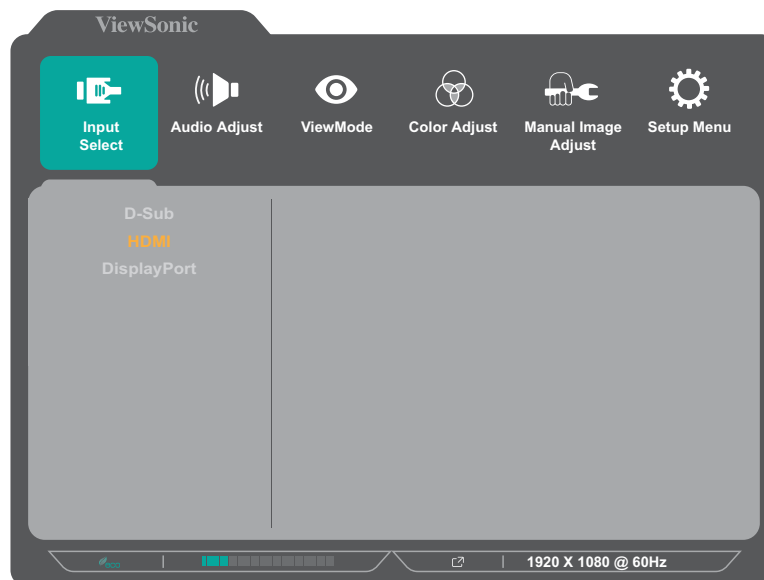 ViewSonic
Input
Select
Audio Adjust
ViewMode
Color Adjust
Manual Image
Adjust
Setup Menu
D-Sub
HDMI
DisplayPort
eco
1920 X 1080 @ 60Hz